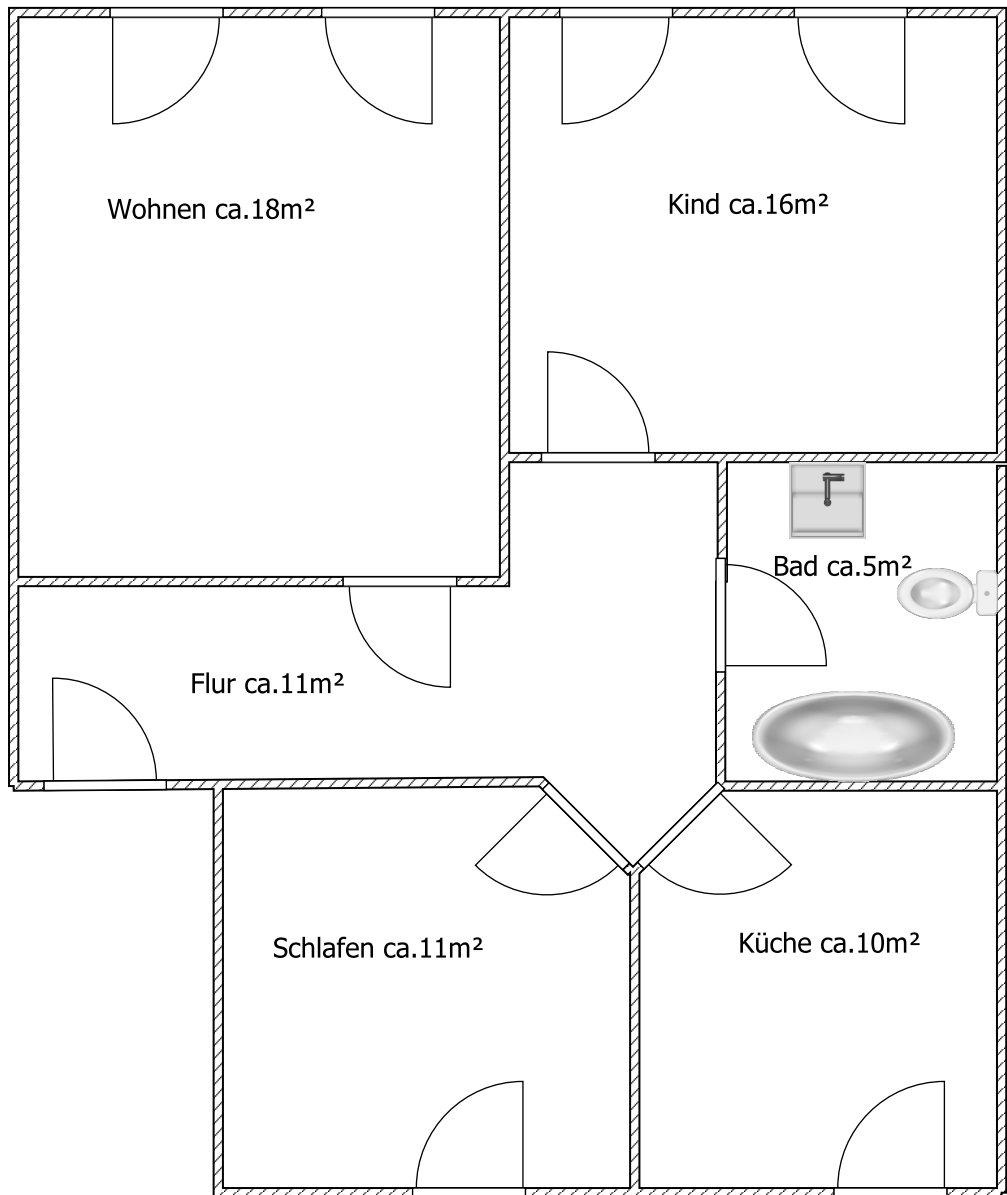 Wohnen ca.18m²
Kind ca.16m²
Bad ca.5m²
Flur ca.11m²
Schlafen ca.11m²
Küche ca.10m²